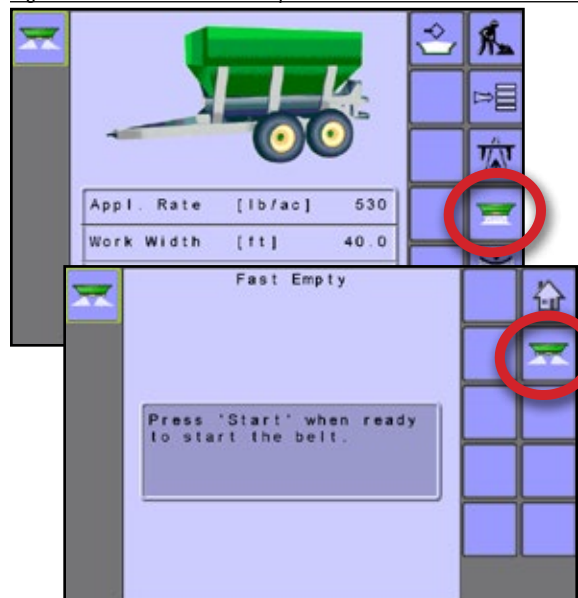 Appl. Rate [lb/ac] 530
Work Width [ft] 40.0
Fast Empty
Press 'Start' when ready
to start the belt.